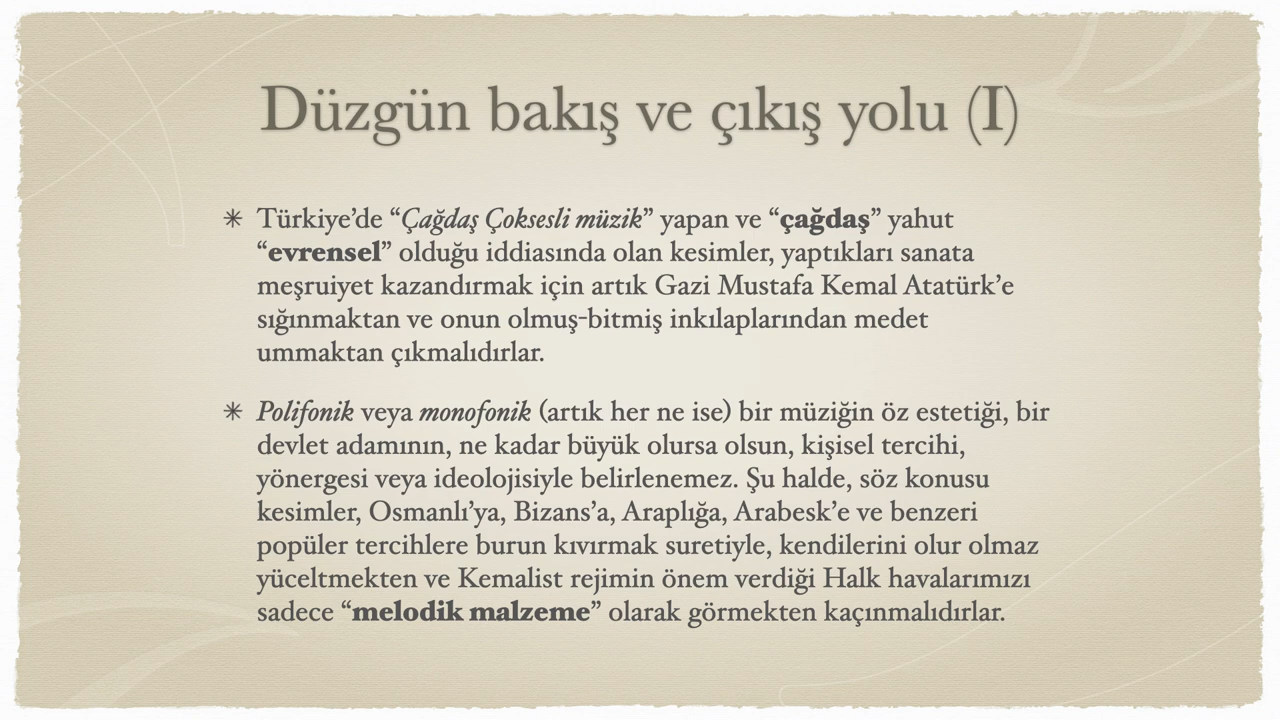 Düzgün bakış ve çıkış yolu (I)
✴ Türkiye’de “Çağdaş Çoksesli müzik” yapan ve “çağdaş” yahut
“evrensel” olduğu iddiasında olan kesimler, yaptıkları sanata
meşruiyet kazandırmak için artık Gazi Mustafa Kemal Atatürk’e
sığınmaktan ve onun olmuş-bitmiş inkılaplarından medet
ummaktan çıkmalıdırlar.
✴ Polifonik veya monofonik (artık her ne ise) bir müziğin öz estetiği, bir
devlet adamının, ne kadar büyük olursa olsun, kişisel tercihi,
yönergesi veya ideolojisiyle belirlenemez. Şu halde, söz konusu
kesimler, Osmanlı’ya, Bizans’a, Araplığa, Arabesk’e ve benzeri
popüler tercihlere burun kıvırmak suretiyle, kendilerini olur olmaz
yüceltmekten ve Kemalist rejimin önem verdiği Halk havalarımızı
sadece “melodik malzeme” olarak görmekten kaçınmalıdırlar.